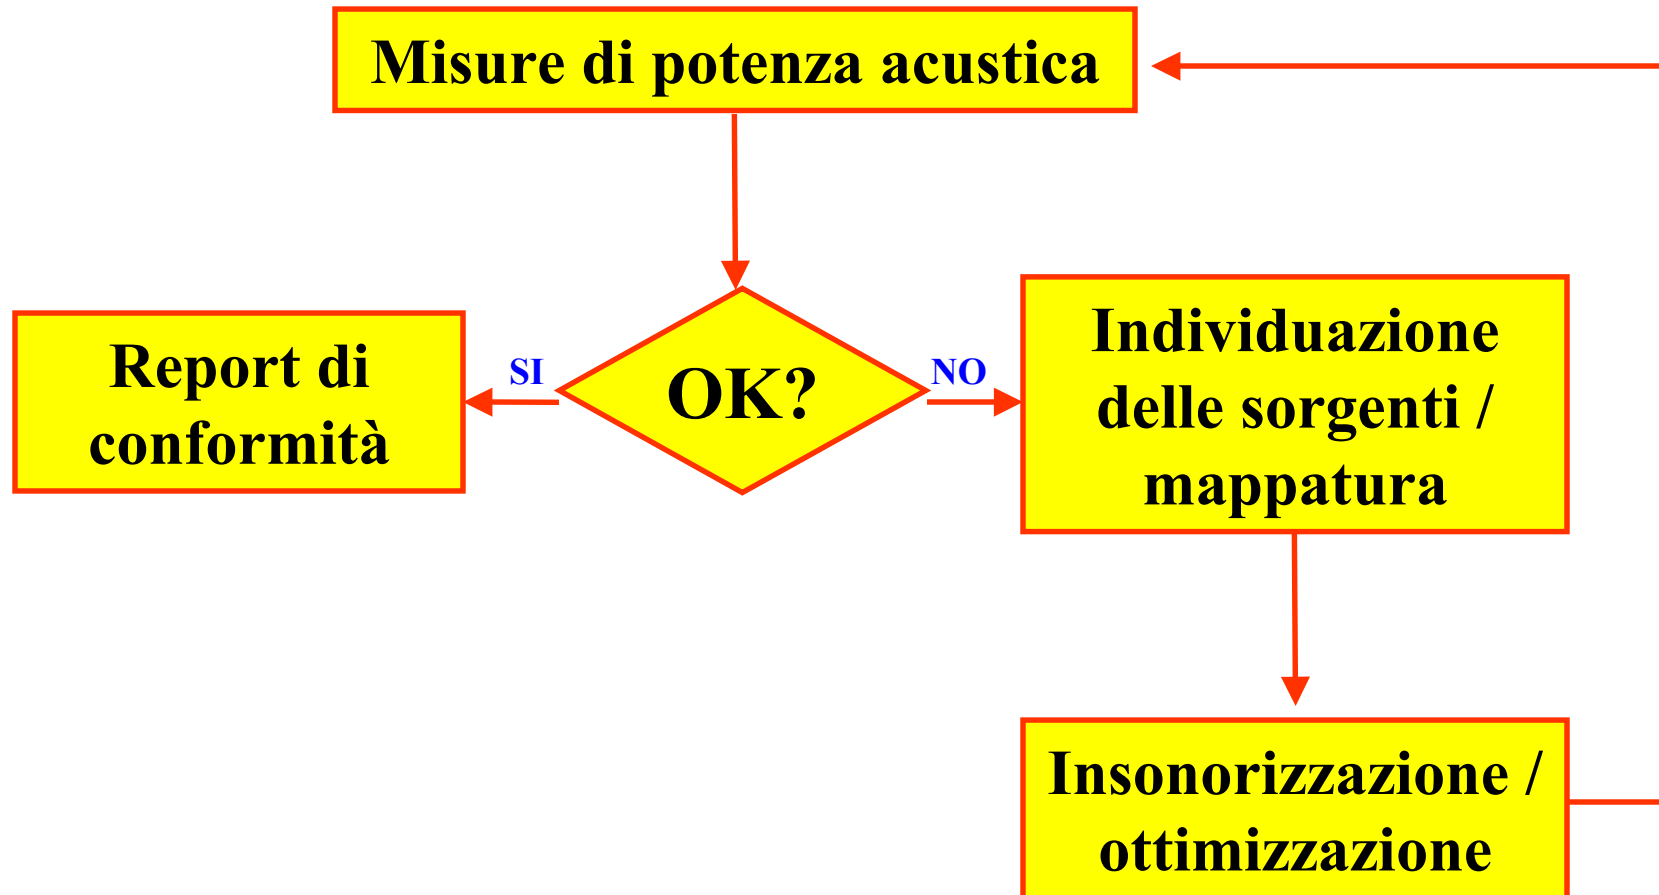 Misure di potenza acustica
Report di
conformità
SI
OK?
NO
Individuazione
delle sorgenti /
mappatura
Insonorizzazione /
ottimizzazione